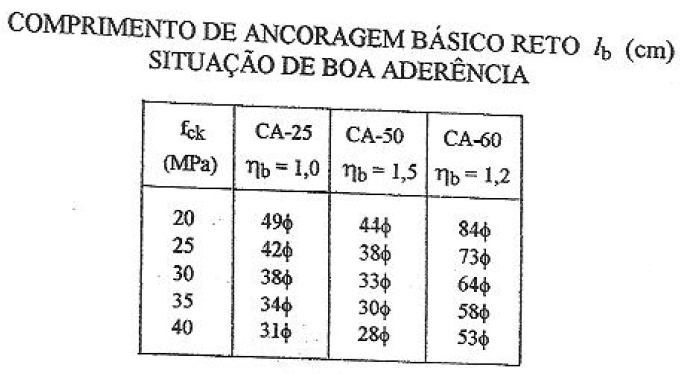 COMPRIMENTO DE ANCORAGEM BÁSICO RETO lb (cm)
SITUAÇÃO DE BOA ADERÊNCIA
fck CA-25 CA-50 CA-60
(MPa) ηb = 1,0 ηb = 1,5 ηb = 1,2
20 49ϕ 44ϕ 84ϕ
25 42ϕ 38ϕ 73ϕ
30 38ϕ 33ϕ 64ϕ
35 34ϕ 30ϕ 58ϕ
40 31ϕ 28ϕ 53ϕ